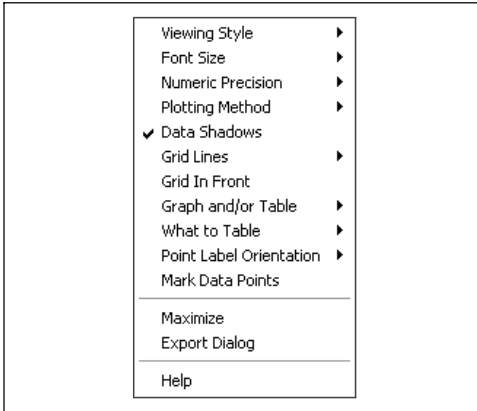 Viewing Style
Font Size
Numeric Precision
Plotting Method
Data Shadows
Grid Lines
Grid In Front
Graph and/or Table
What to Table
Point Label Orientation
Mark Data Points
Maximize
Export Dialog
Help